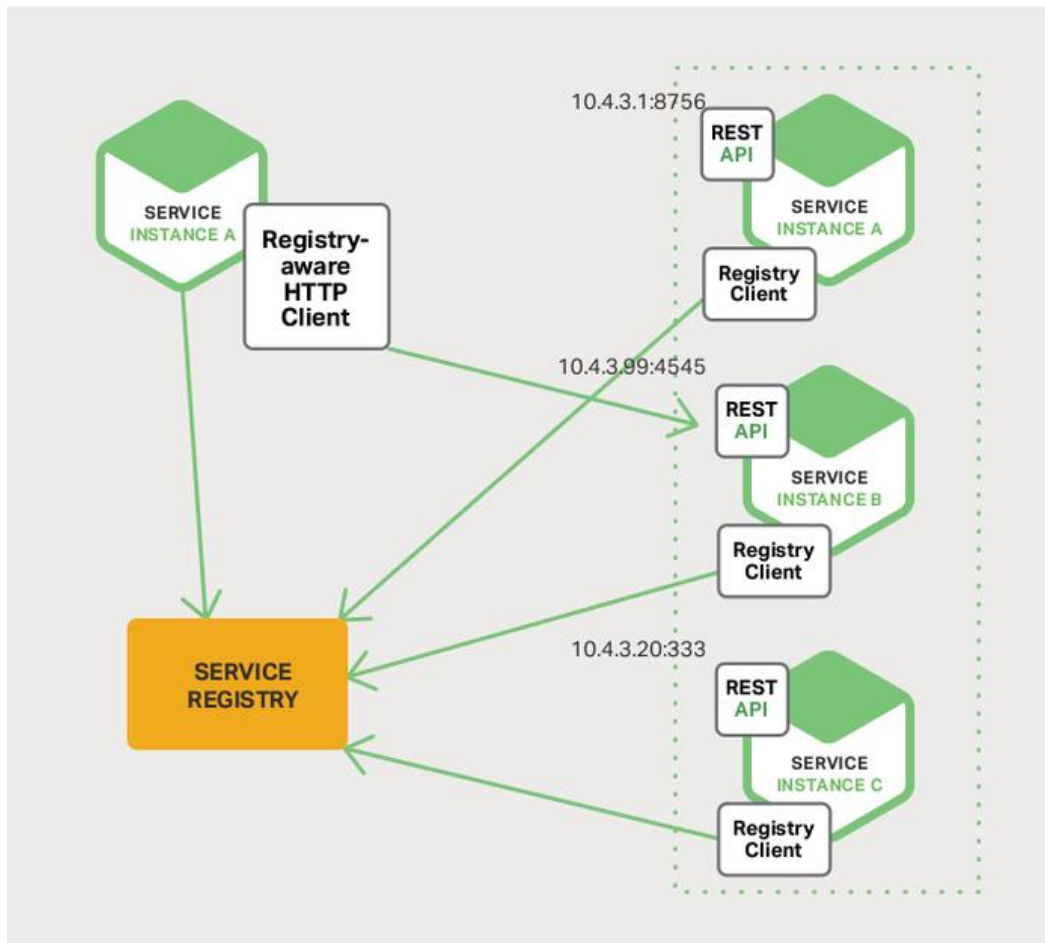 SERVICE
INSTANCE A
Registry-
aware
HTTP
Client
10.4.3.1:8756
REST
API
SERVICE
INSTANCE A
Registry
Client
10.4.3.99:4545
REST
API
SERVICE
INSTANCE B
Registry
Client
SERVICE
REGISTRY
10.4.3.20:333
REST
API
SERVICE
INSTANCE C
Registry
Client